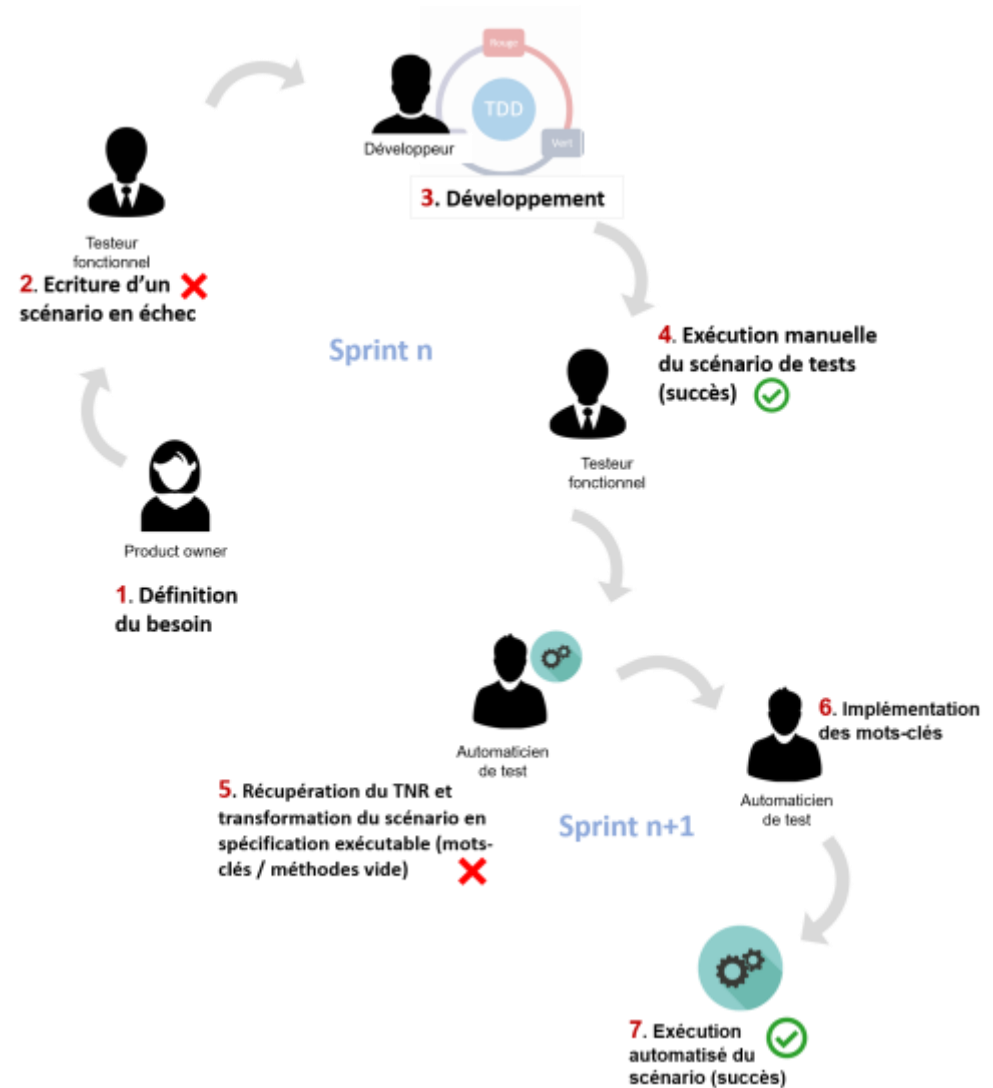 Rouge
TDD
Vert
Développeur
3. Développement
Testeur
fonctionnel
2. Ecriture d'un
scénario en échec
Sprint n
4. Exécution manuelle
du scénario de tests
(succès)
Testeur
fonctionnel
Product owner
1. Définition
du besoin
Automaticien
de test
5. Récupération du TNR et
transformation du scénario en
spécification exécutable (mots-
clés / méthodes vide)
Sprint n+1
6. Implémentation
des mots-clés
Automaticien
de test
7. Exécution
automatisé du
scénario (succès)